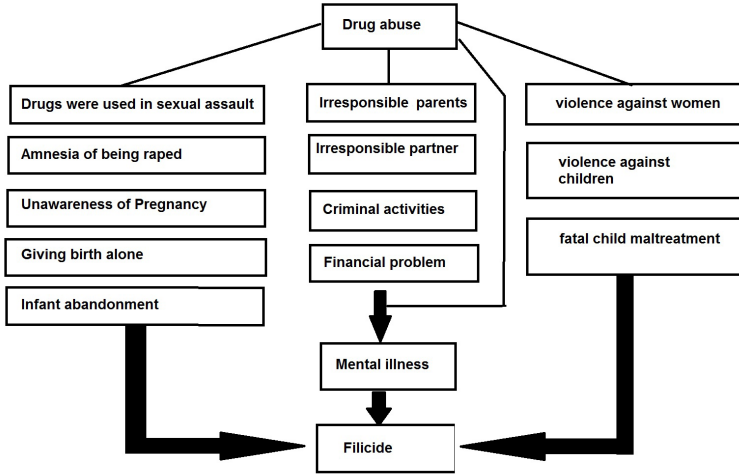 Drug abuse
Drugs were used in sexual assault
Amnesia of being raped
Unawareness of Pregnancy
Giving birth alone
Infant abandonment
Irresponsible parents
Irresponsible partner
Criminal activities
Financial problem
Mental illness
violence against women
violence against
children
fatal child maltreatment
Filicide